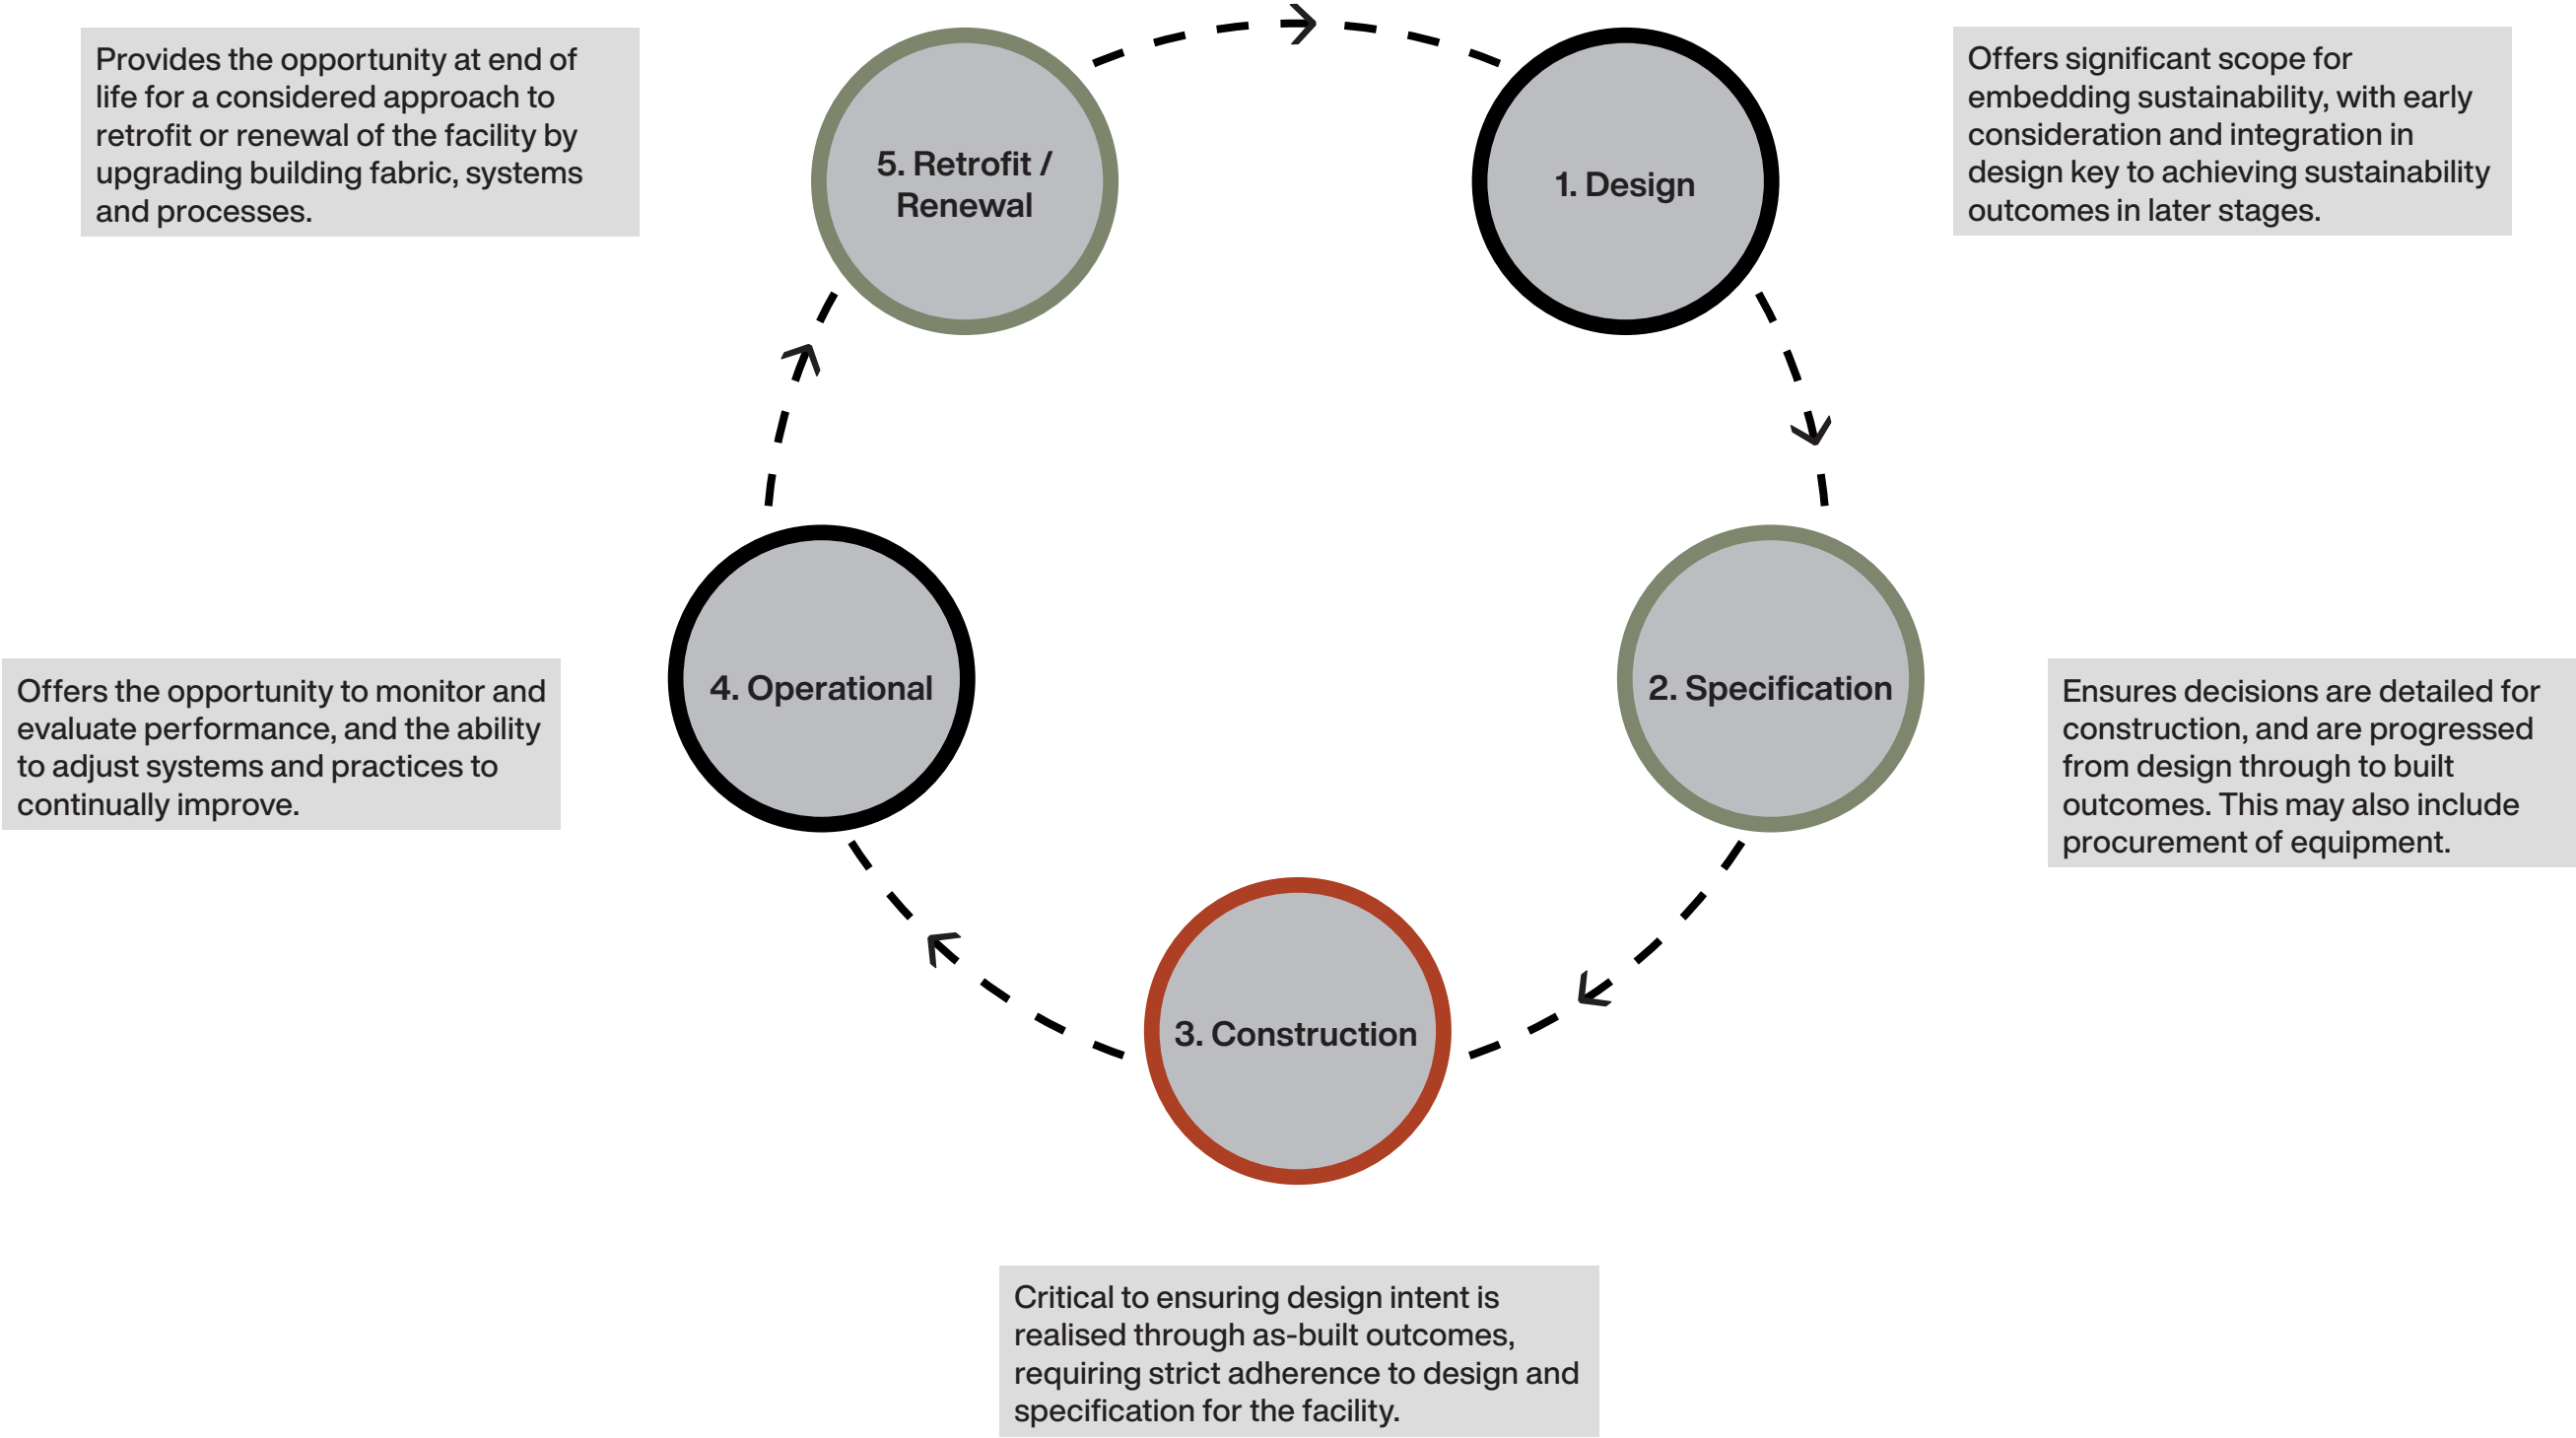 Provides the opportunity at end of
life for a considered approach to
retrofit or renewal of the facility by
upgrading building fabric, systems
and processes.
5. Retrofit /
Renewal
1. Design
Offers significant scope for
embedding sustainability, with early
consideration and integration in
design key to achieving sustainability
outcomes in later stages.
Offers the opportunity to monitor and
evaluate performance, and the ability
to adjust systems and practices to
continually improve.
4. Operational
2. Specification
Ensures decisions are detailed for
construction, and are progressed
from design through to built
outcomes. This may also include
procurement of equipment.
3. Construction
Critical to ensuring design intent is
realised through as-built outcomes,
requiring strict adherence to design and
specification for the facility.